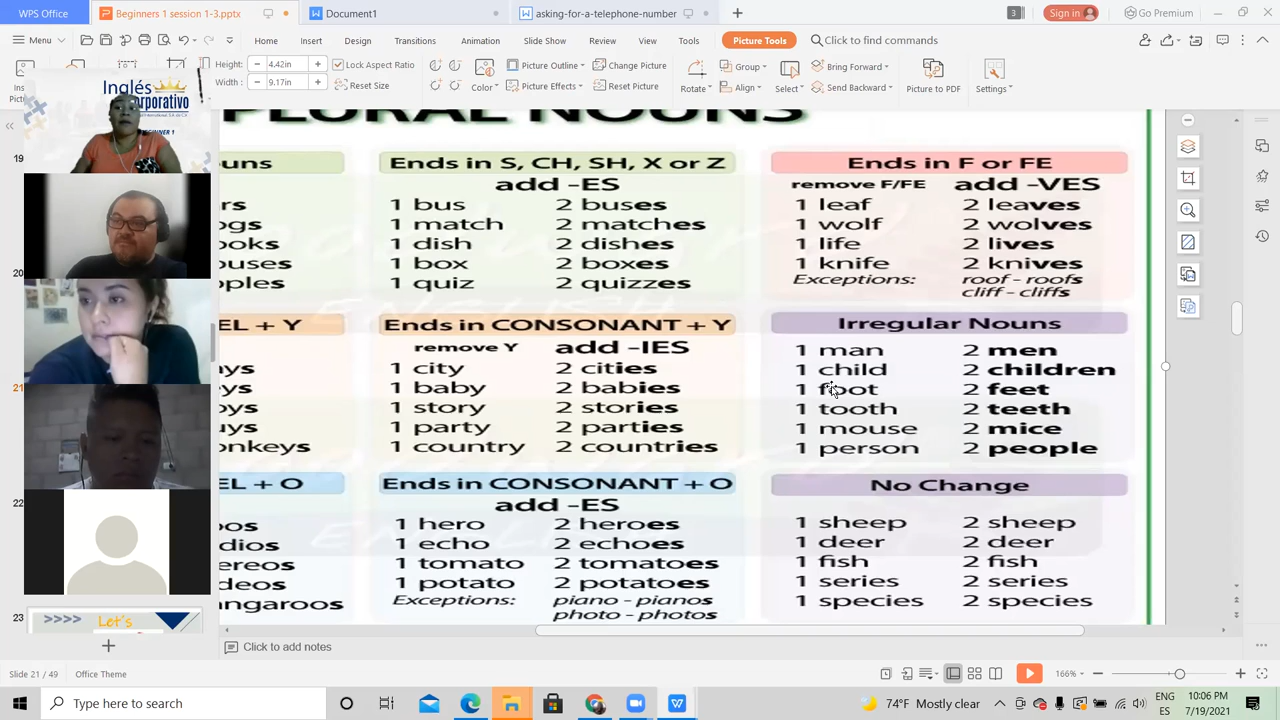 WPS Office
Beginners 1 session 1-3.pptx
Document1
asking-for-a-telephone-number
3
Sign in
Go Premium
Menu
Home
Insert
Design
Transitions
Animation
Slide Show
Review
View
Tools
Picture Tools
Click to find commands
Height:
4.42in
Width :
9.17in
Lock Aspect Ratio
Reset Size
Color
Picture Outline
Picture Effects
Change Picture
Reset Picture
Rotate
Group
Align
Select
Bring Forward
Send Backward
Picture to PDF
Settings
Inglés
PLURAL NOUNS
uns
rs
ogs
ooks
ouses
pples
EL + Y
ays
eys
oys
uys
onkeys
EL + O
oos
dios
ereos
deos
angaroos
Ends in S, CH, SH, X or Z
add -ES
1 bus 2 buses
1 match 2 matches
1 dish 2 dishes
1 box 2 boxes
1 quiz 2 quizzes
Ends in CONSONANT + Y
remove Y add -IES
1 city 2 cities
1 baby 2 babies
1 story 2 stories
1 party 2 parties
1 country 2 countries
Ends in CONSONANT + O
add -ES
1 hero 2 heroes
1 echo 2 echoes
1 tomato 2 tomatoes
1 potato 2 potatoes
Exceptions: piano - pianos
photo - photos
Ends in F or FE
remove F/FE add -VES
1 leaf 2 leaves
1 wolf 2 wolves
1 life 2 lives
1 knife 2 knives
Exceptions: roof - roofs
cliff - cliffs
Irregular Nouns
1 man 2 men
1 child 2 children
1 foot 2 feet
1 tooth 2 teeth
1 mouse 2 mice
1 person 2 people
No Change
1 sheep 2 sheep
1 deer 2 deer
1 fish 2 fish
1 series 2 series
1 species 2 species
19
20
21
22
23
Let's
Click to add notes
Slide 21 / 49
Office Theme
166%
Type here to search
74°F Mostly clear
ENG
ES
10:06 PM
7/19/2021